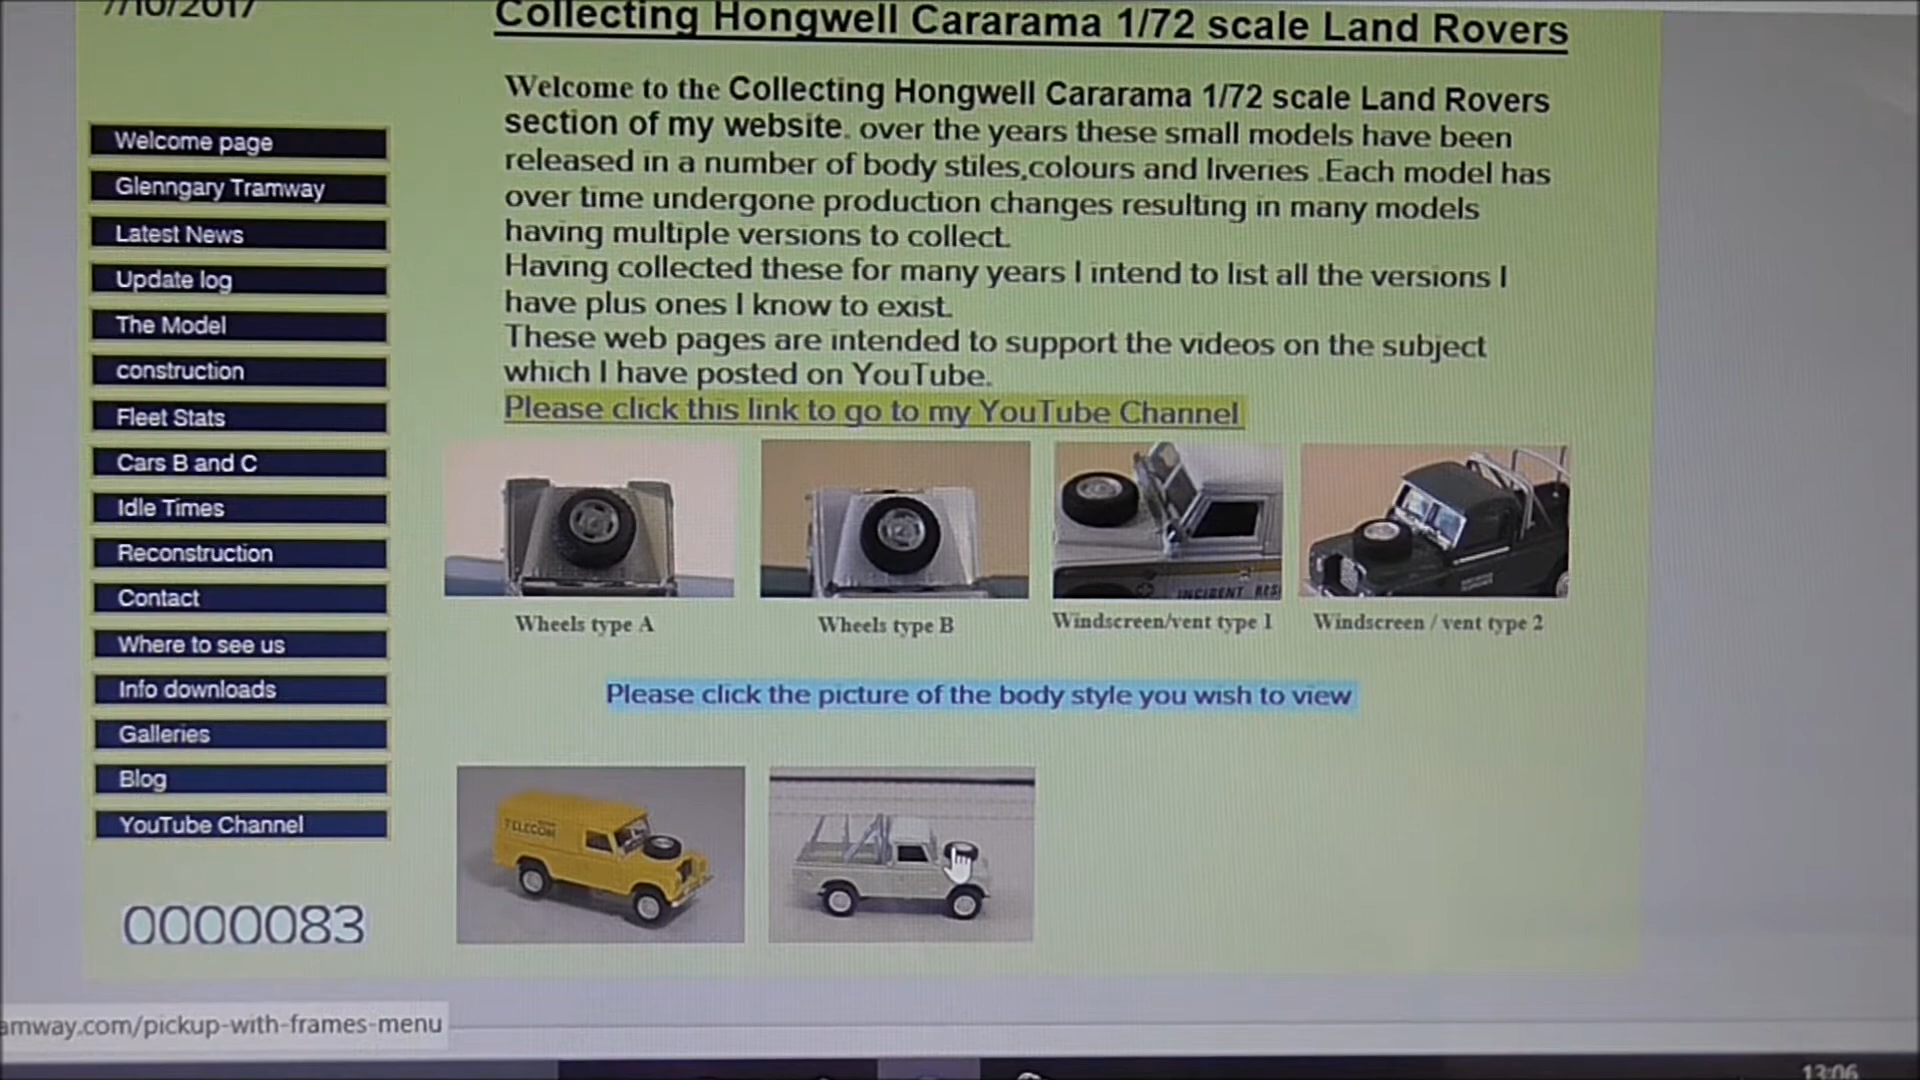 7/10/2017
Collecting Hongwell Cararama 1/72 scale Land Rovers
Welcome to the Collecting Hongwell Cararama 1/72 scale Land Rovers
section of my website. over the years these small models have been
released in a number of body stiles,colours and liveries .Each model has
over time undergone production changes resulting in many models
having multiple versions to collect.
Having collected these for many years I intend to list all the versions I
have plus ones I know to exist.
These web pages are intended to support the videos on the subject
which I have posted on YouTube.
Please click this link to go to my YouTube Channel
Welcome page
Glenngary Tramway
Latest News
Update log
The Model
construction
Fleet Stats
Cars B and C
Idle Times
Reconstruction
Contact
Where to see us
Info downloads
Galleries
Blog
YouTube Channel
0000083
INCIDENT RES
Wheels type A
Wheels type B
Windscreen/vent type 1
Windscreen / vent type 2
Please click the picture of the body style you wish to view
TELECOM
amway.com/pickup-with-frames-menu
13:06